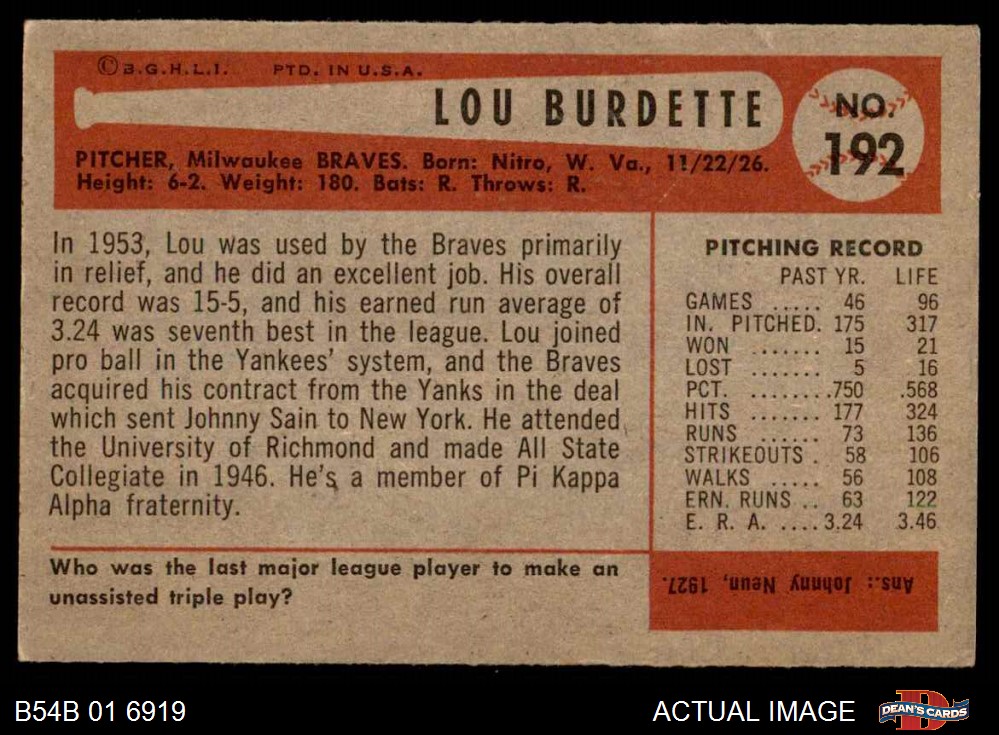 ©B.G.H.L.I. PTD. IN U.S.A.
LOU BURDETTE
NO.
192
PITCHER, Milwaukee BRAVES. Born: Nitro, W. Va., 11/22/26.
Height: 6-2. Weight: 180. Bats: R. Throws: R.
In 1953, Lou was used by the Braves primarily
in relief, and he did an excellent job. His overall
record was 15-5, and his earned run average of
3.24 was seventh best in the league. Lou joined
pro ball in the Yankees' system, and the Braves
acquired his contract from the Yanks in the deal
which sent Johnny Sain to New York. He attended
the University of Richmond and made All State
Collegiate in 1946. He's a member of Pi Kappa
Alpha fraternity.
PITCHING RECORD
PAST YR. LIFE
GAMES ..... 46 96
IN. PITCHED. 175 317
WON ....... 15 21
LOST ....... 5 16
PCT. ........ .750 .568
HITS ....... 177 324
RUNS ...... 73 136
STRIKEOUTS . 58 106
WALKS ..... 56 108
ERN. RUNS .. 63 122
E. R. A. .... 3.24 3.46
Who was the last major league player to make an
unassisted triple play?
Ans.: Johnny Neun, 1927.
B54B 01 6919
ACTUAL IMAGE
D
DEAN'S CARDS